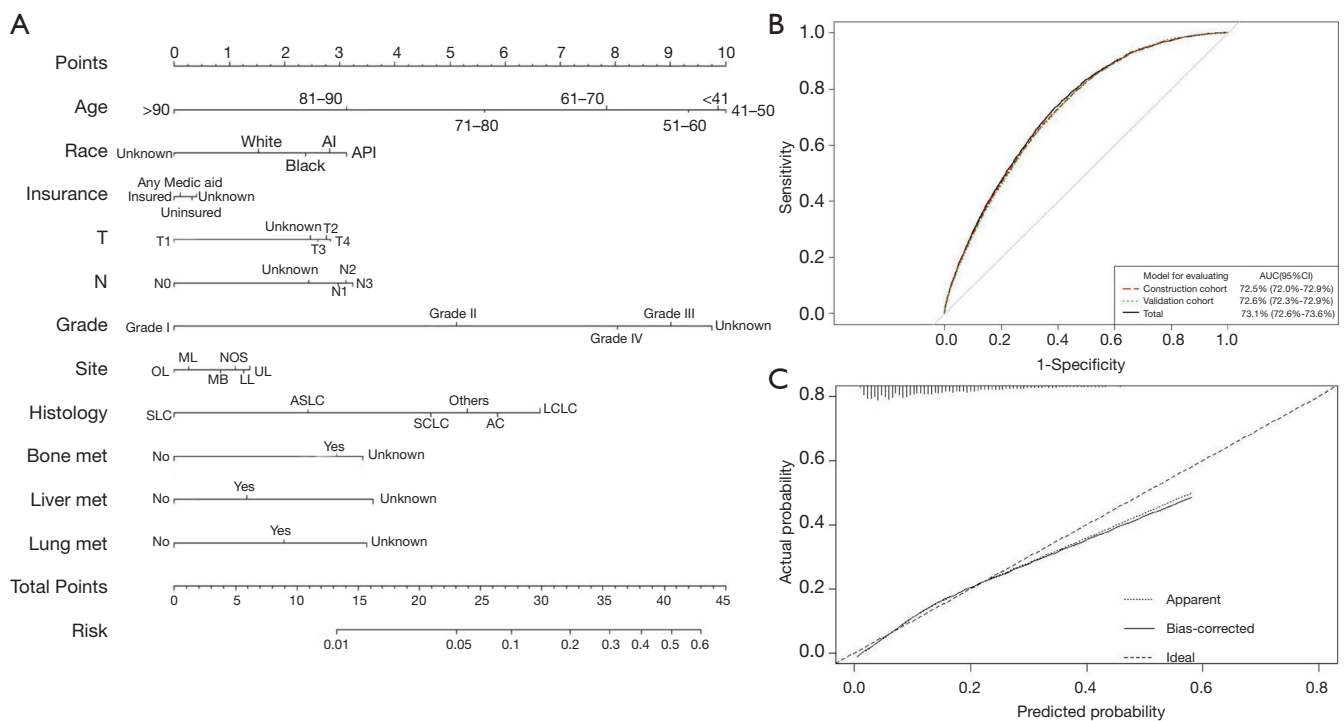 A
Points
0 1 2 3 4 5 6 7 8 9 10
Age
>90 81–90 71–80 61–70 51–60 <41 41–50
Race
Unknown White Black AI API
Insurance
Any Medic aid
Insured Unknown
Uninsured
T
T1 Unknown T3 T2 T4
N
N0 Unknown N1 N2 N3
Grade
Grade I Grade II Grade IV Grade III Unknown
Site
OL ML MB NOS LL UL
Histology
SLC ASLC SCLC Others AC LCLC
Bone met
No Yes Unknown
Liver met
No Yes Unknown
Lung met
No Yes Unknown
Total Points
0 5 10 15 20 25 30 35 40 45
Risk
0.01 0.05 0.1 0.2 0.3 0.4 0.5 0.6
B
Sensitivity
1.0
0.8
0.6
0.4
0.2
0.0
Model for evaluating AUC(95%CI)
Construction cohort 72.5% (72.0%-72.9%)
Validation cohort 72.6% (72.3%-72.9%)
Total 73.1% (72.6%-73.6%)
0.0 0.2 0.4 0.6 0.8 1.0
1-Specificity
C
Actual probability
0.8
0.6
0.4
0.2
0.0
Apparent
Bias-corrected
Ideal
0.0 0.2 0.4 0.6 0.8
Predicted probability